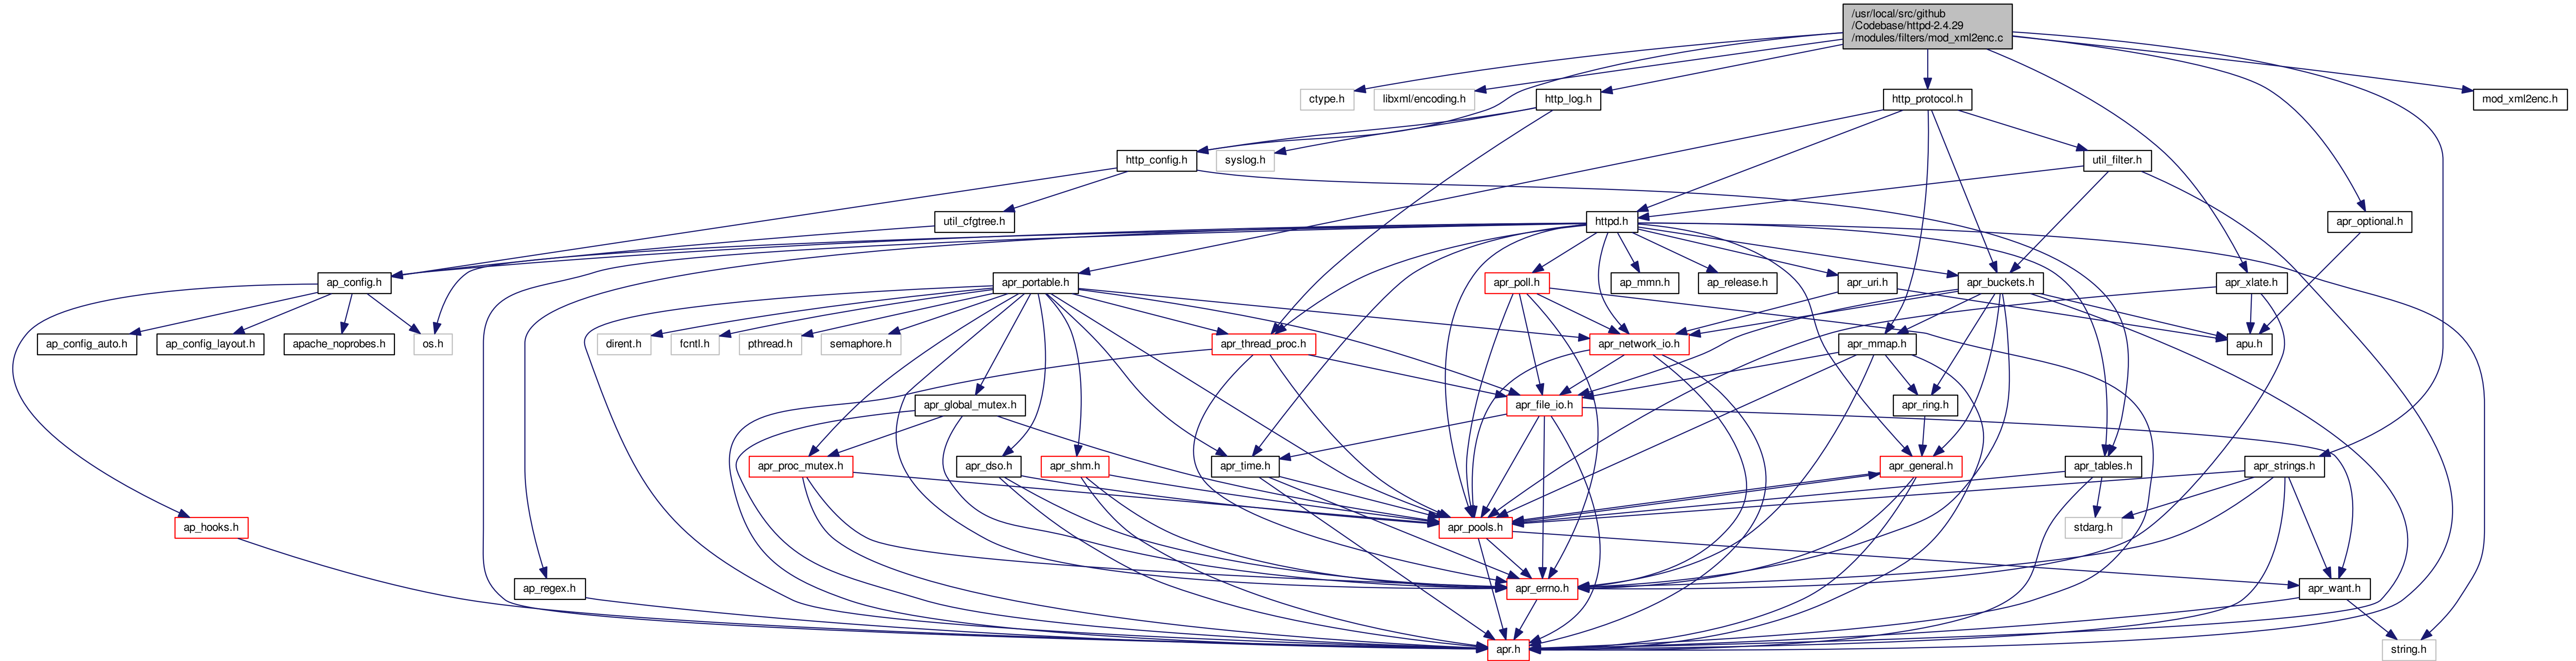 /usr/local/src/github
/Codebase/httpd-2.4.29
/modules/filters/mod_xml2enc.c
ctype.h
libxml/encoding.h
http_log.h
http_protocol.h
mod_xml2enc.h
http_config.h
syslog.h
util_filter.h
util_cfgtree.h
httpd.h
apr_optional.h
ap_config.h
apr_portable.h
apr_poll.h
ap_mmn.h
ap_release.h
apr_uri.h
apr_buckets.h
apr_xlate.h
ap_config_auto.h
ap_config_layout.h
apache_noprobes.h
os.h
dirent.h
fcntl.h
pthread.h
semaphore.h
apr_thread_proc.h
apr_network_io.h
apr_mmap.h
apu.h
apr_global_mutex.h
apr_file_io.h
apr_ring.h
apr_proc_mutex.h
apr_dso.h
apr_shm.h
apr_time.h
apr_general.h
apr_tables.h
apr_strings.h
ap_hooks.h
apr_pools.h
stdarg.h
ap_regex.h
apr_errno.h
apr_want.h
apr.h
string.h